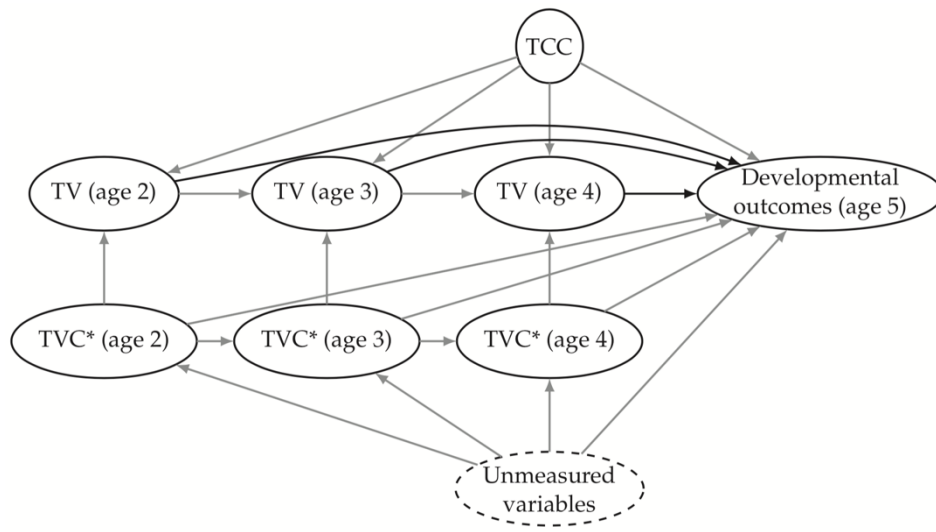 TCC
TV (age 2)
TV (age 3)
TV (age 4)
Developmental
outcomes (age 5)
TVC* (age 2)
TVC* (age 3)
TVC* (age 4)
Unmeasured
variables